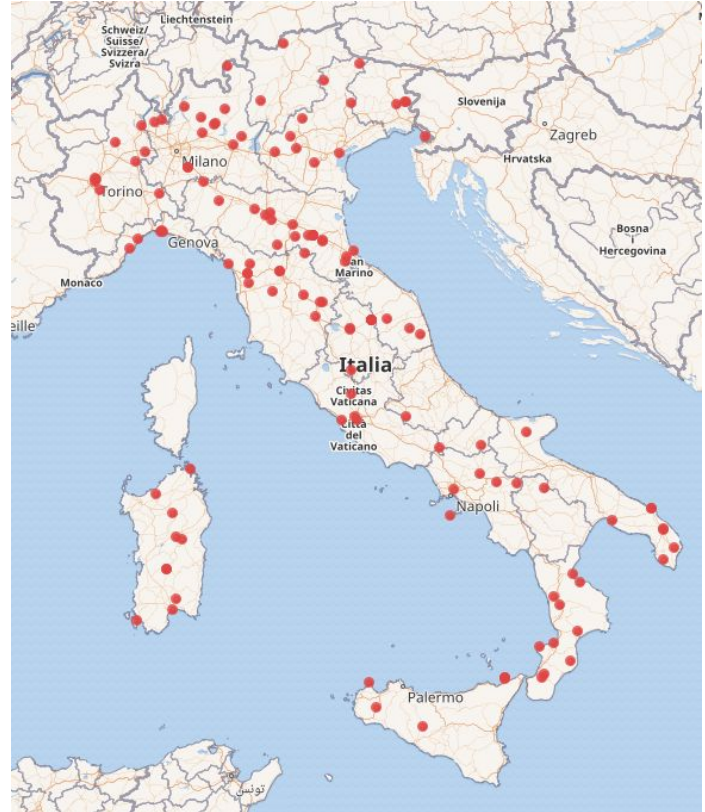 Liechtenstein
Schweiz/
Suisse/
Svizzera/
Svizra
Slovenija
Zagreb
Milano
Hrvatska
Torino
Bosna
i
Hercegovina
Genova
San
Marino
Monaco
Italia
Civitas
Vaticana
Città
del
Vaticano
Napoli
Palermo
تونس